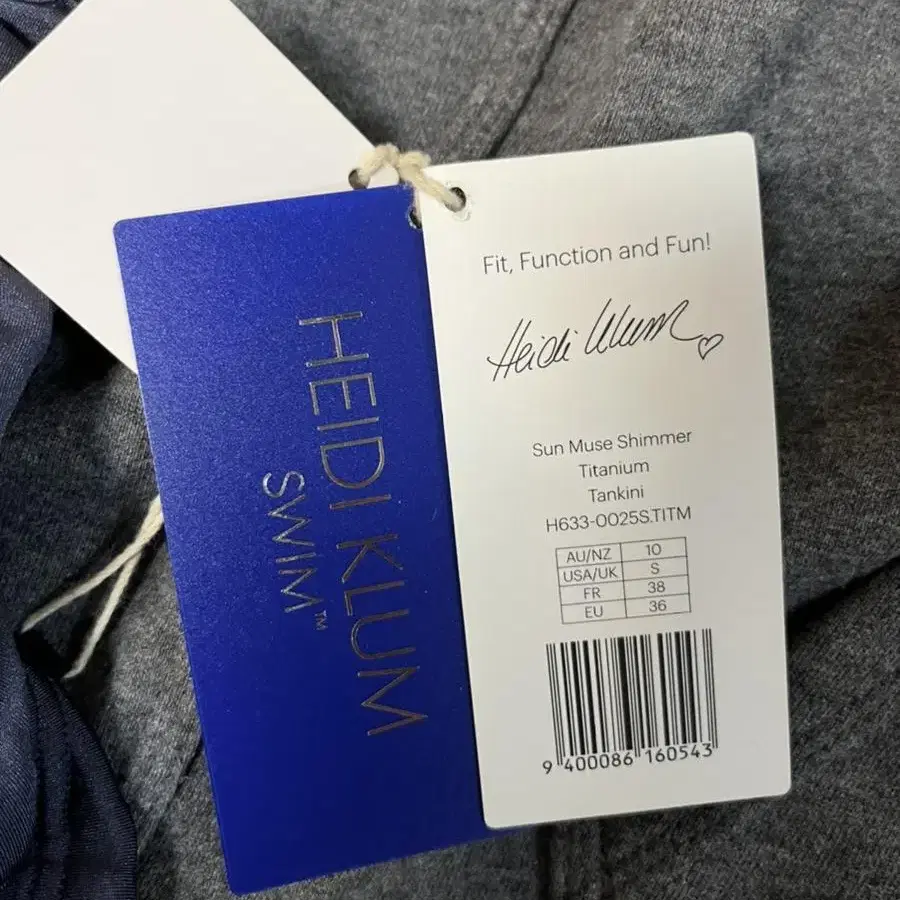 HEIDI KLUM
SWIM™
Fit, Function and Fun!
Heidi Klum
Sun Muse Shimmer
Titanium
Tankini
H633-0025S.TITM
AU/NZ 10
USA/UK S
FR 38
EU 36
9 400086 160543